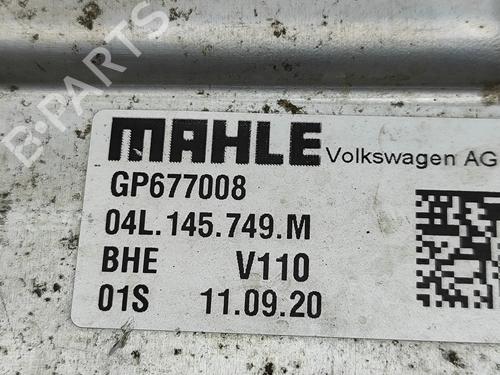 MAHLE Volkswagen AG
GP677008
04L.145.749.M
BHE V110
01S 11.09.20
B-PARTS